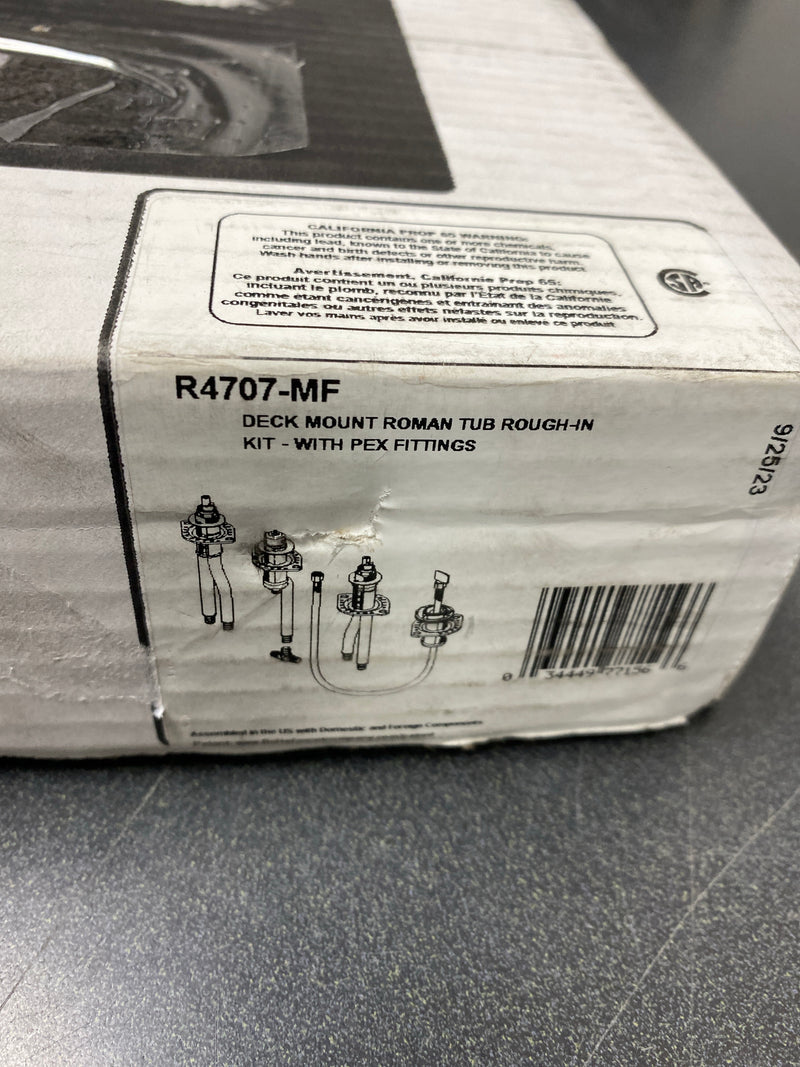 CALIFORNIA PROP 65 WARNING:
This product contains one or more chemicals,
including lead, known to the State of California to cause
cancer and birth defects or other reproductive harm.
Wash hands after installing or removing this product.
Avertissement, Californie Prop 65:
Ce produit contient un ou plusieurs produits chimiques,
incluant le plomb, reconnu par l'État de la Californie
comme étant cancérigènes et entraînant des anomalies
congénitales ou autres effets néfastes sur la reproduction.
Laver vos mains après avoir installé ou enlevé ce produit.
R4707-MF
DECK MOUNT ROMAN TUB ROUGH-IN
KIT - WITH PEX FITTINGS
9/25/23
0 34449 77156 6
Assembled in the US with Domestic and Foreign Components